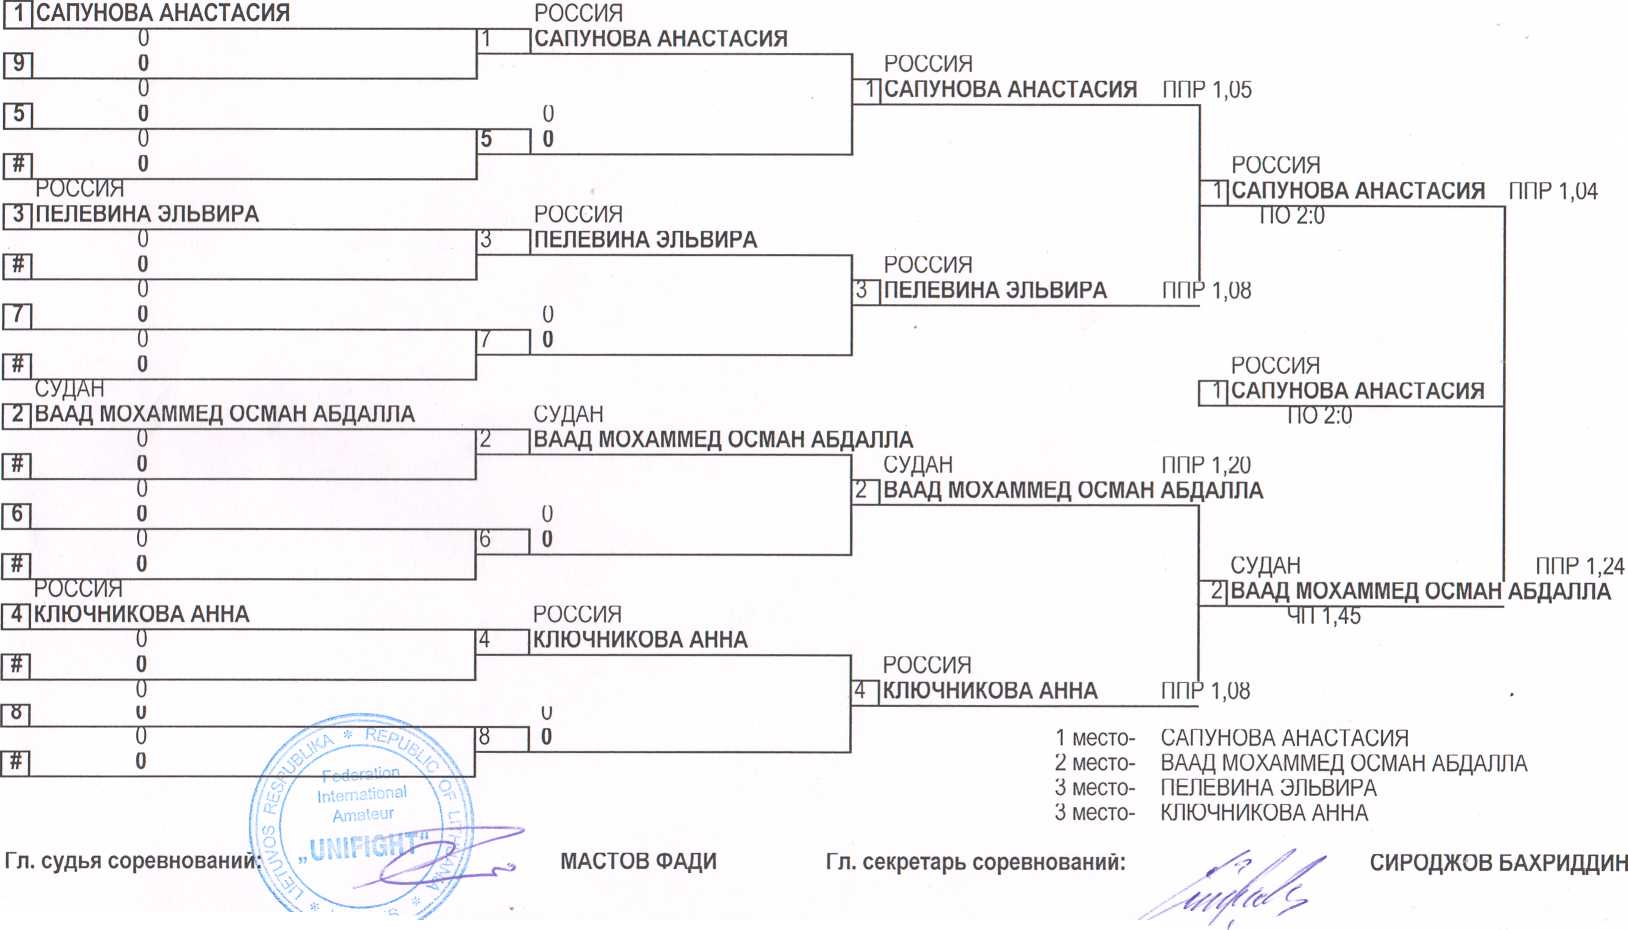 1 САПУНОВА АНАСТАСИЯ
0
9 0
0
5 0
0
# 0
РОССИЯ
3 ПЕЛЕВИНА ЭЛЬВИРА
0
# 0
0
7 0
0
# 0
СУДАН
2 ВААД МОХАММЕД ОСМАН АБДАЛЛА
0
# 0
0
6 0
0
# 0
РОССИЯ
4 КЛЮЧНИКОВА АННА
0
# 0
0
8 0
0
# 0
РОССИЯ
1 САПУНОВА АНАСТАСИЯ
0
5 0
РОССИЯ
3 ПЕЛЕВИНА ЭЛЬВИРА
0
7 0
СУДАН
2 ВААД МОХАММЕД ОСМАН АБДАЛЛА
0
6 0
РОССИЯ
4 КЛЮЧНИКОВА АННА
0
8 0
РОССИЯ
1 САПУНОВА АНАСТАСИЯ ППР 1,05
РОССИЯ
3 ПЕЛЕВИНА ЭЛЬВИРА ППР 1,08
СУДАН ППР 1,20
2 ВААД МОХАММЕД ОСМАН АБДАЛЛА
РОССИЯ
4 КЛЮЧНИКОВА АННА ППР 1,08
РОССИЯ
1 САПУНОВА АНАСТАСИЯ ППР 1,04
ПО 2:0
РОССИЯ
1 САПУНОВА АНАСТАСИЯ
ПО 2:0
СУДАН ППР 1,24
2 ВААД МОХАММЕД ОСМАН АБДАЛЛА
ЧП 1,45
1 место- САПУНОВА АНАСТАСИЯ
2 место- ВААД МОХАММЕД ОСМАН АБДАЛЛА
3 место- ПЕЛЕВИНА ЭЛЬВИРА
3 место- КЛЮЧНИКОВА АННА
LIETUVOS RESPUBLIKA * REPUBLIC OF LITHUANIA *
Federation
International
Amateur
„UNIFIGHT"
Гл. судья соревнований: МАСТОВ ФАДИ Гл. секретарь соревнований: СИРОДЖОВ БАХРИДДИН